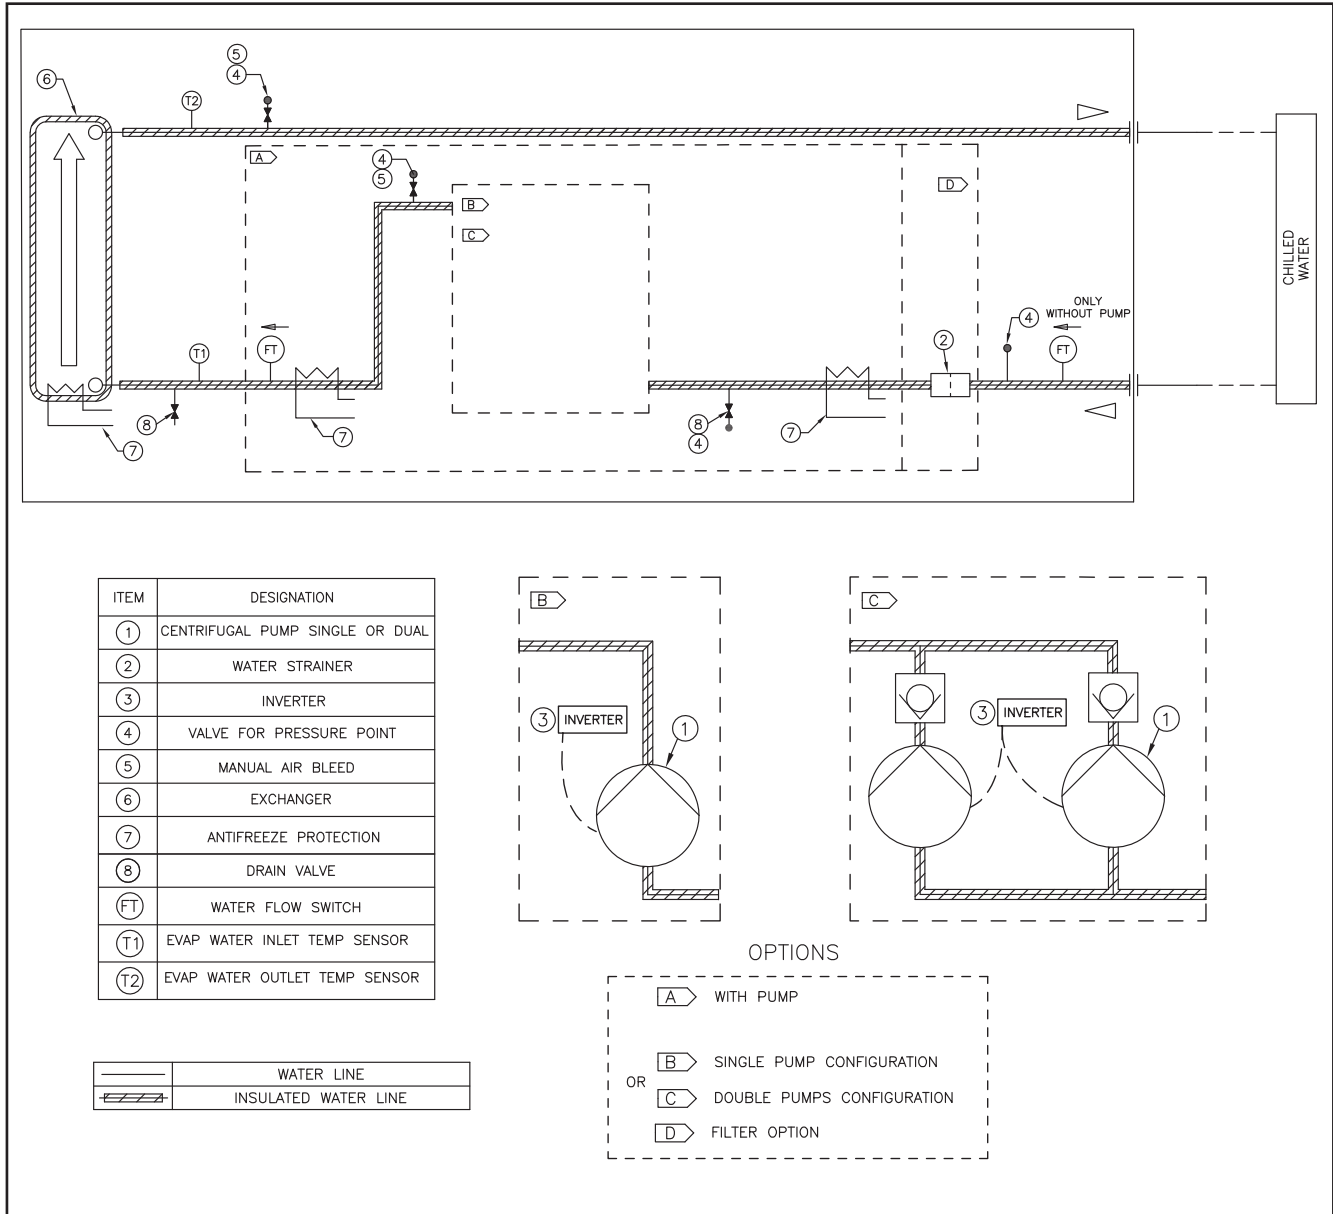 5
4
6
T2
A
4
5
B
C
D
CHILLED
WATER
ONLY
WITHOUT PUMP
4
2
FT
T1
FT
8
7
7
8
4
7
ITEM DESIGNATION
1 CENTRIFUGAL PUMP SINGLE OR DUAL
2 WATER STRAINER
3 INVERTER
4 VALVE FOR PRESSURE POINT
5 MANUAL AIR BLEED
6 EXCHANGER
7 ANTIFREEZE PROTECTION
8 DRAIN VALVE
FT WATER FLOW SWITCH
T1 EVAP WATER INLET TEMP SENSOR
T2 EVAP WATER OUTLET TEMP SENSOR
WATER LINE
INSULATED WATER LINE
B
3 INVERTER
1
C
3 INVERTER
1
OPTIONS
A WITH PUMP
B SINGLE PUMP CONFIGURATION
OR
C DOUBLE PUMPS CONFIGURATION
D FILTER OPTION